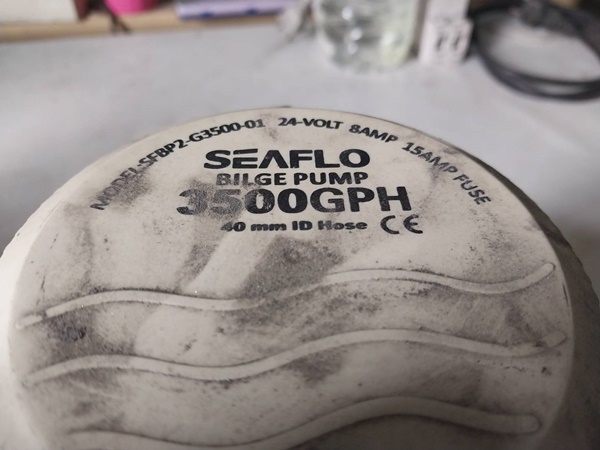 MODEL-SFBP2-G3500-01 24-VOLT 8AMP 15AMP FUSE
SEAFLO
BILGE PUMP
3500GPH
40 mm ID Hose CE